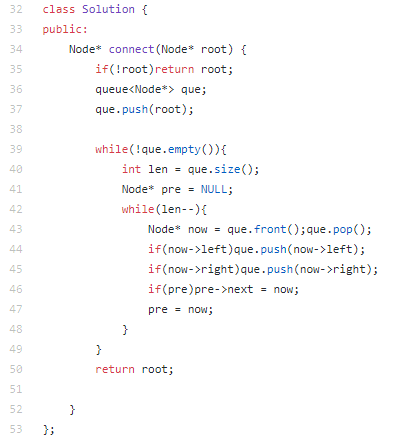 32 class Solution {
33 public:
34     Node* connect(Node* root) {
35         if(!root)return root;
36         queue<Node*> que;
37         que.push(root);
38
39         while(!que.empty()){
40             int len = que.size();
41             Node* pre = NULL;
42             while(len--){
43                 Node* now = que.front();que.pop();
44                 if(now->left)que.push(now->left);
45                 if(now->right)que.push(now->right);
46                 if(pre)pre->next = now;
47                 pre = now;
48             }
49         }
50         return root;
51
52     }
53 };